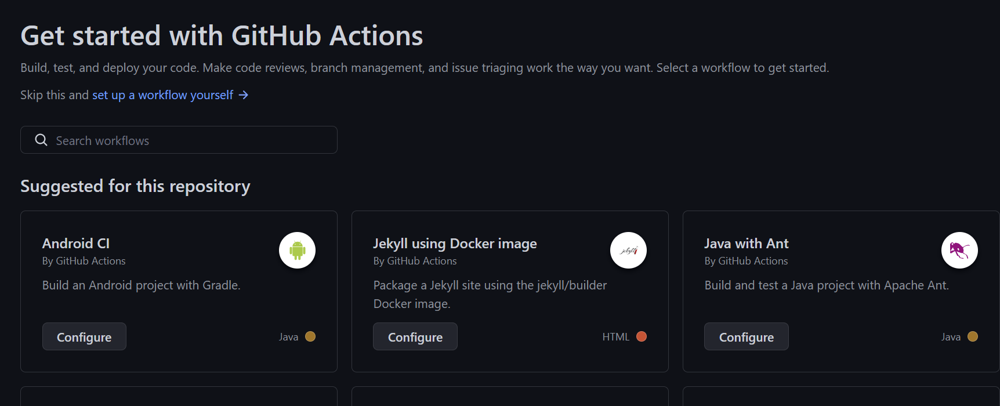 Get started with GitHub Actions
Build, test, and deploy your code. Make code reviews, branch management, and issue triaging work the way you want. Select a workflow to get started.
Skip this and set up a workflow yourself →
Search workflows
Suggested for this repository
Android CI
By GitHub Actions
Build an Android project with Gradle.
Configure
Java
Jekyll using Docker image
By GitHub Actions
jekyll
Package a Jekyll site using the jekyll/builder
Docker image.
Configure
HTML
Java with Ant
By GitHub Actions
Build and test a Java project with Apache Ant.
Configure
Java